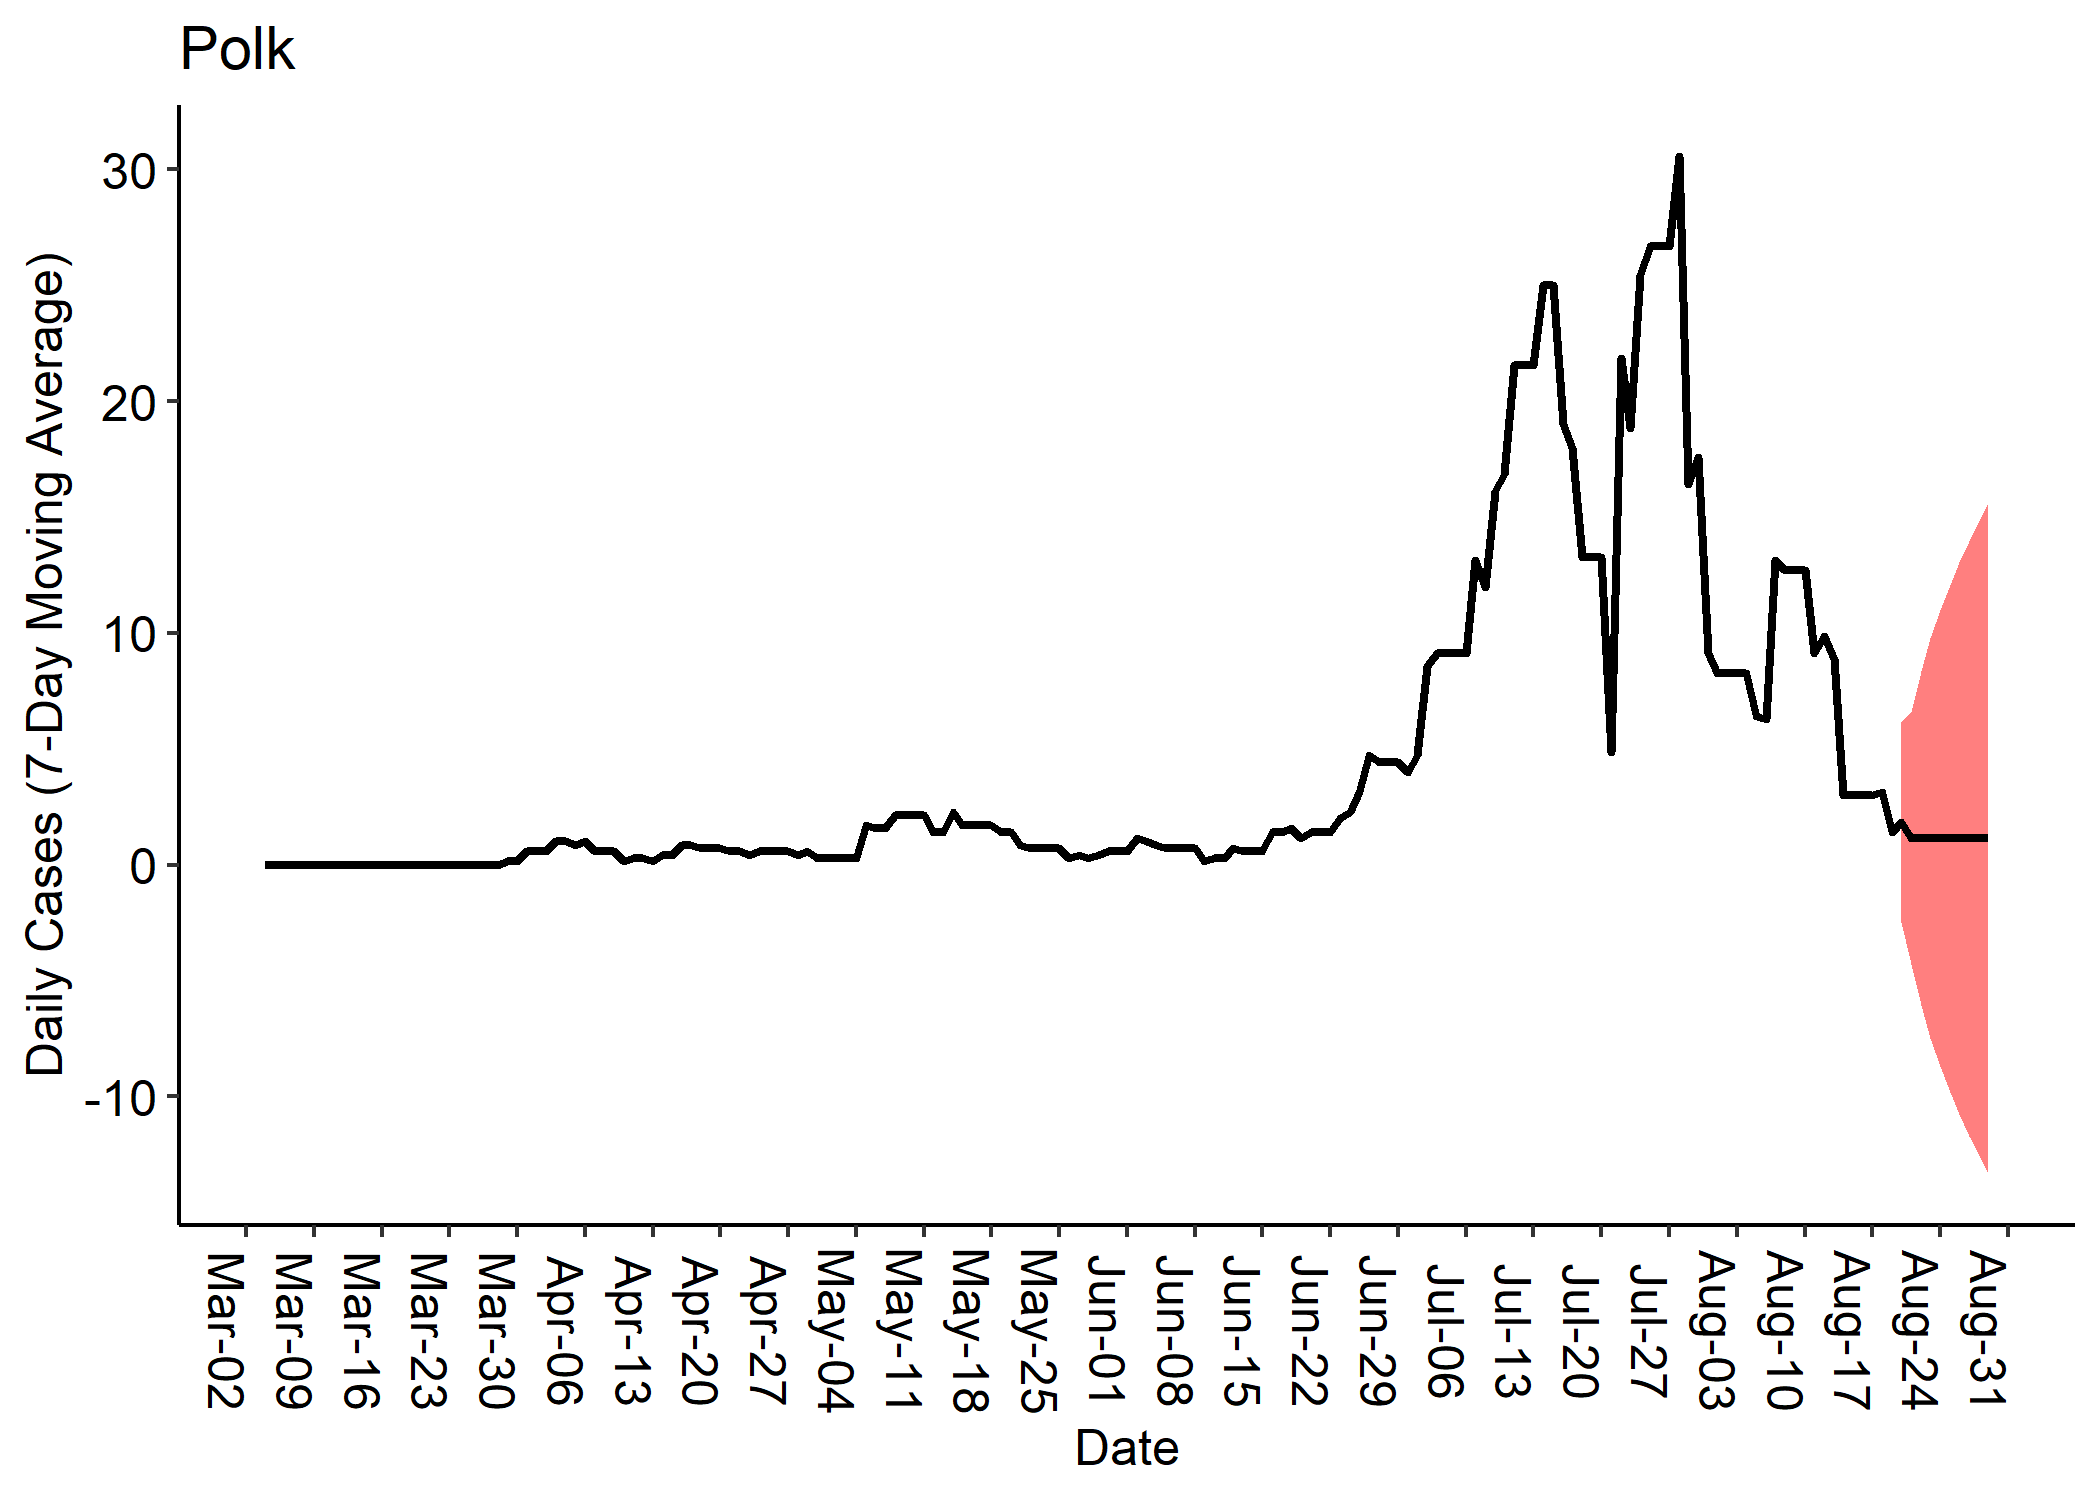 Polk
Daily Cases (7-Day Moving Average)
30
20
10
0
-10
Mar-02
Mar-09
Mar-16
Mar-23
Mar-30
Apr-06
Apr-13
Apr-20
Apr-27
May-04
May-11
May-18
May-25
Jun-01
Jun-08
Jun-15
Jun-22
Jun-29
Jul-06
Jul-13
Jul-20
Jul-27
Aug-03
Aug-10
Aug-17
Aug-24
Aug-31
Date